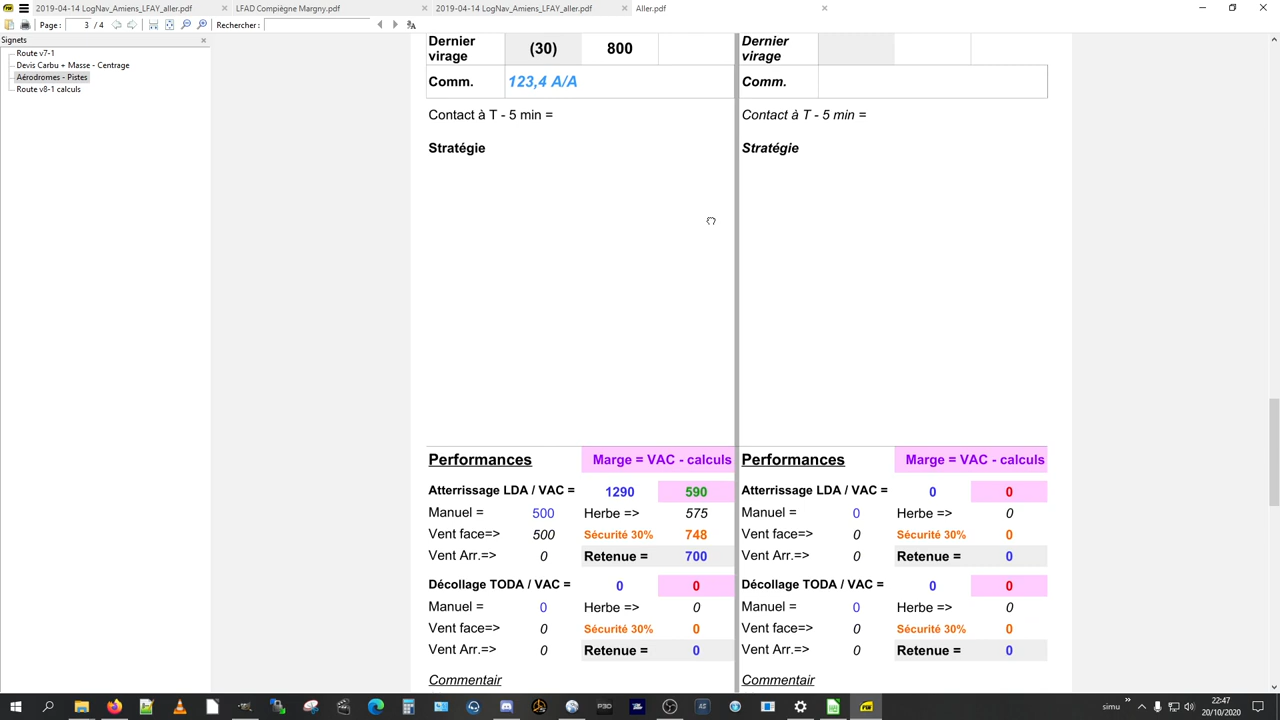 2019-04-14 LogNav_Amiens_LFAY_aller.pdf
LFAD Compiègne Margny.pdf
2019-04-14 LogNav_Amiens_LFAY_aller.pdf
Aller.pdf
Page : 3 / 4
Rechercher :
Signets
Route v7-1
Devis Carbu + Masse - Centrage
Aérodromes - Pistes
Route v8-1 calculs
Dernier virage (30) 800
Comm. 123,4 A/A
Contact à T - 5 min =
Stratégie
Performances Marge = VAC - calculs
Atterrissage LDA / VAC = 1290 590
Manuel = 500 Herbe => 575
Vent face=> 500 Sécurité 30% 748
Vent Arr.=> 0 Retenue = 700
Décollage TODA / VAC = 0 0
Manuel = 0 Herbe => 0
Vent face=> 0 Sécurité 30% 0
Vent Arr.=> 0 Retenue = 0
Commentair
Dernier virage
Comm.
Contact à T - 5 min =
Stratégie
Performances Marge = VAC - calculs
Atterrissage LDA / VAC = 0 0
Manuel = 0 Herbe => 0
Vent face=> 0 Sécurité 30% 0
Vent Arr.=> 0 Retenue = 0
Décollage TODA / VAC = 0 0
Manuel = 0 Herbe => 0
Vent face=> 0 Sécurité 30% 0
Vent Arr.=> 0 Retenue = 0
Commentair
P3D
simu
22:47
20/10/2020